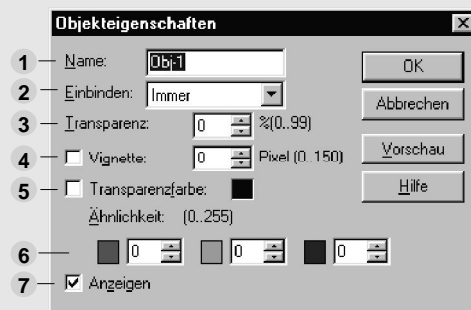 Objekteigenschaften
1 Name: Obj-1 OK
2 Einbinden: Immer Abbrechen
3 Transparenz: 0 %(0..99)
4 Vignette: 0 Pixel (0..150) Vorschau
5 Transparenzfarbe: Hilfe
Ähnlichkeit: (0..255)
6 0 0 0
7 Anzeigen